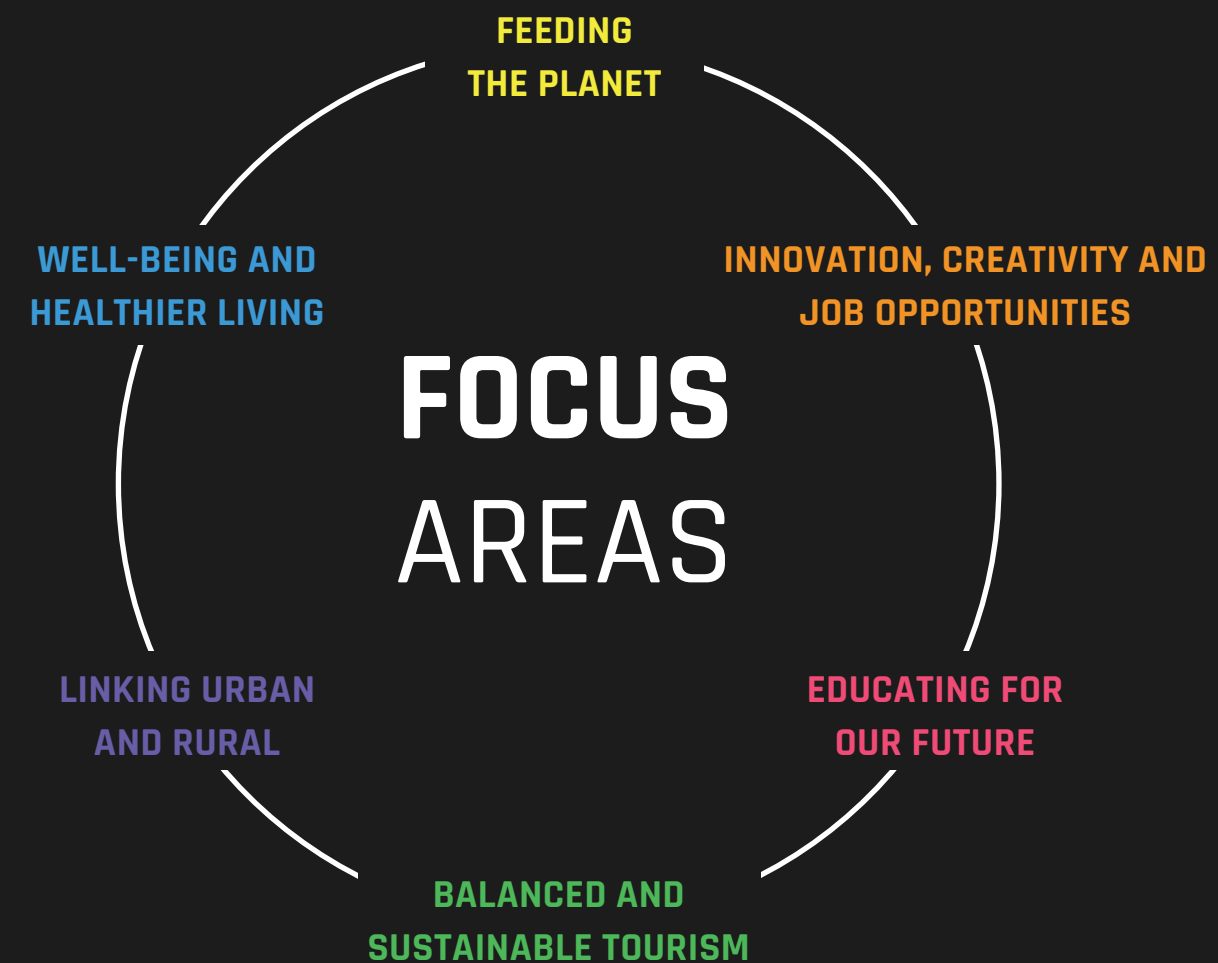 FEEDING
THE PLANET
WELL-BEING AND
HEALTHIER LIVING
INNOVATION, CREATIVITY AND
JOB OPPORTUNITIES
FOCUS
AREAS
LINKING URBAN
AND RURAL
EDUCATING FOR
OUR FUTURE
BALANCED AND
SUSTAINABLE TOURISM